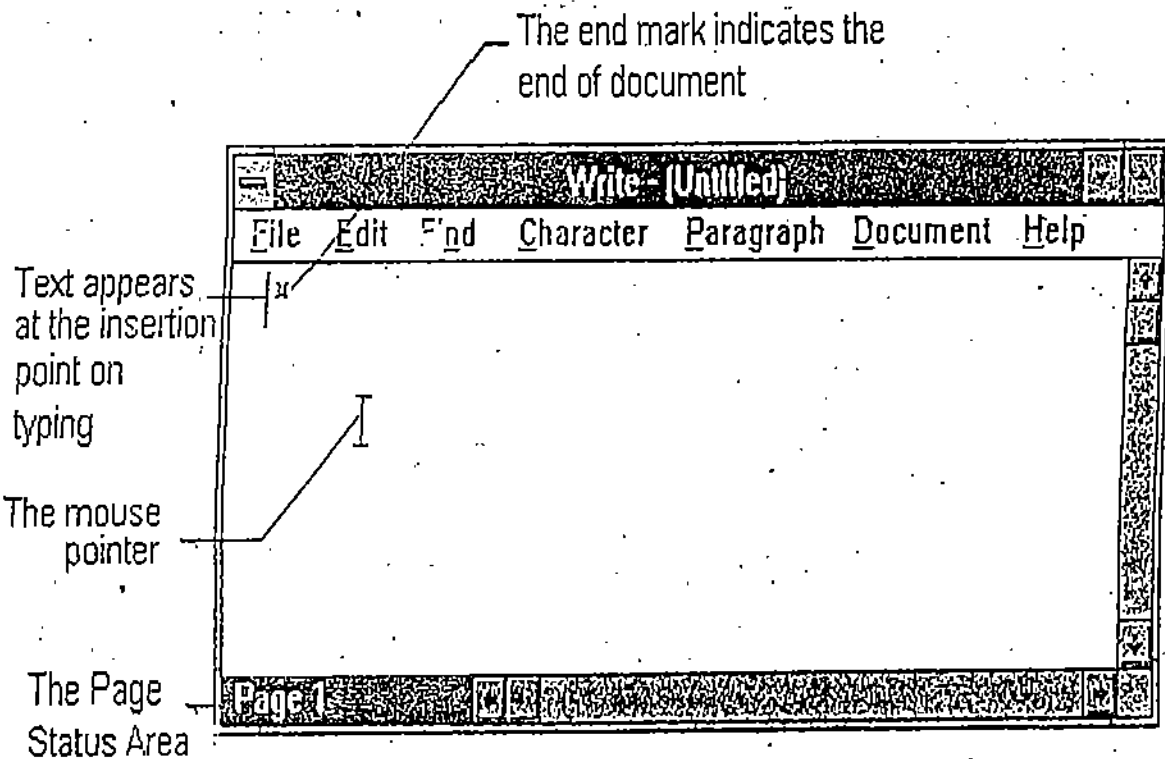 The end mark indicates the
end of document
Write - (Untitled)
File Edit Find Character Paragraph Document Help
Text appears
at the insertion
point on
typing
The mouse
pointer
The Page
Status Area
Page 1